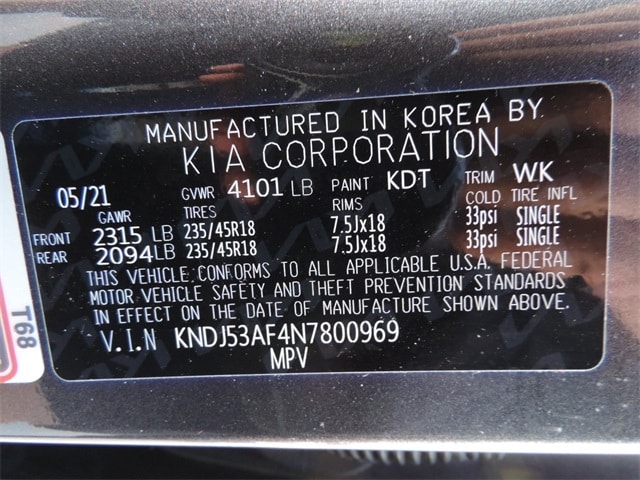 MANUFACTURED IN KOREA BY
KIA CORPORATION
05/21 GVWR 4101 LB PAINT KDT TRIM WK
GAWR TIRES RIMS COLD TIRE INFL
FRONT 2315 LB 235/45R18 7.5Jx18 33psi SINGLE
REAR 2094 LB 235/45R18 7.5Jx18 33psi SINGLE
THIS VEHICLE CONFORMS TO ALL APPLICABLE U.S.A. FEDERAL
MOTOR VEHICLE SAFETY AND THEFT PREVENTION STANDARDS
IN EFFECT ON THE DATE OF MANUFACTURE SHOWN ABOVE.
V.I.N KNDJ53AF4N7800969
MPV
T68